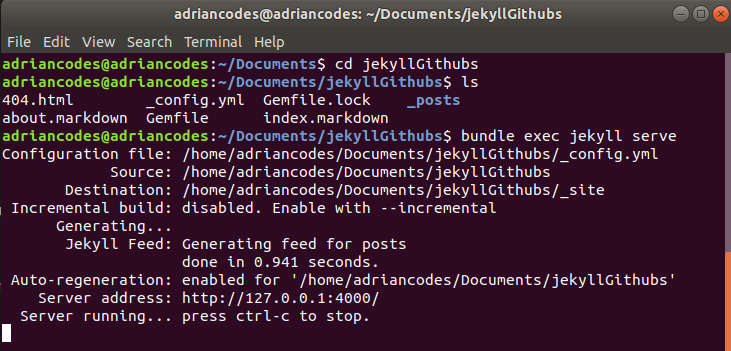 adriancodes@adriancodes: ~/Documents/jekyllGithubs
File Edit View Search Terminal Help
adriancodes@adriancodes:~/Documents$ cd jekyllGithubs
adriancodes@adriancodes:~/Documents/jekyllGithubs$ ls
404.html        _config.yml  Gemfile.lock    _posts
about.markdown  Gemfile      index.markdown
adriancodes@adriancodes:~/Documents/jekyllGithubs$ bundle exec jekyll serve
Configuration file: /home/adriancodes/Documents/jekyllGithubs/_config.yml
            Source: /home/adriancodes/Documents/jekyllGithubs
       Destination: /home/adriancodes/Documents/jekyllGithubs/_site
 Incremental build: disabled. Enable with --incremental
      Generating...
       Jekyll Feed: Generating feed for posts
                    done in 0.941 seconds.
 Auto-regeneration: enabled for '/home/adriancodes/Documents/jekyllGithubs'
    Server address: http://127.0.0.1:4000/
  Server running... press ctrl-c to stop.